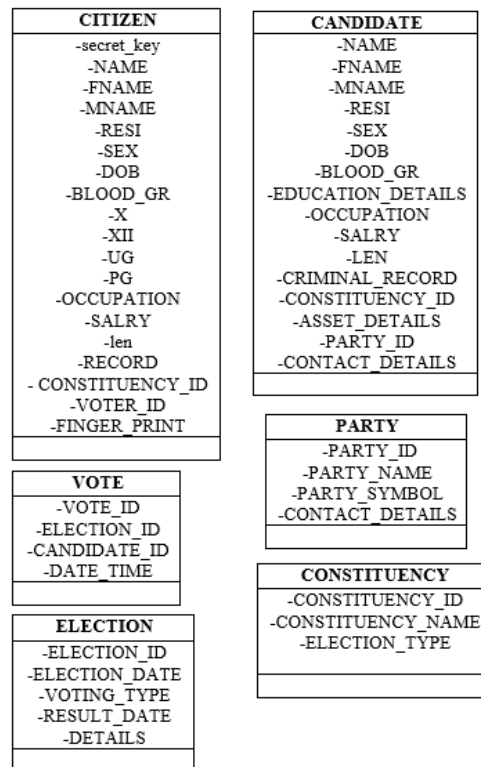 CITIZEN
-secret_key
-NAME
-FNAME
-MNAME
-RESI
-SEX
-DOB
-BLOOD_GR
-X
-XII
-UG
-PG
-OCCUPATION
-SALRY
-len
-RECORD
- CONSTITUENCY_ID
-VOTER_ID
-FINGER_PRINT
CANDIDATE
-NAME
-FNAME
-MNAME
-RESI
-SEX
-DOB
-BLOOD_GR
-EDUCATION_DETAILS
-OCCUPATION
-SALRY
-LEN
-CRIMINAL_RECORD
-CONSTITUENCY_ID
-ASSET_DETAILS
-PARTY_ID
-CONTACT_DETAILS
PARTY
-PARTY_ID
-PARTY_NAME
-PARTY_SYMBOL
-CONTACT_DETAILS
VOTE
-VOTE_ID
-ELECTION_ID
-CANDIDATE_ID
-DATE_TIME
CONSTITUENCY
-CONSTITUENCY_ID
-CONSTITUENCY_NAME
-ELECTION_TYPE
ELECTION
-ELECTION_ID
-ELECTION_DATE
-VOTING_TYPE
-RESULT_DATE
-DETAILS